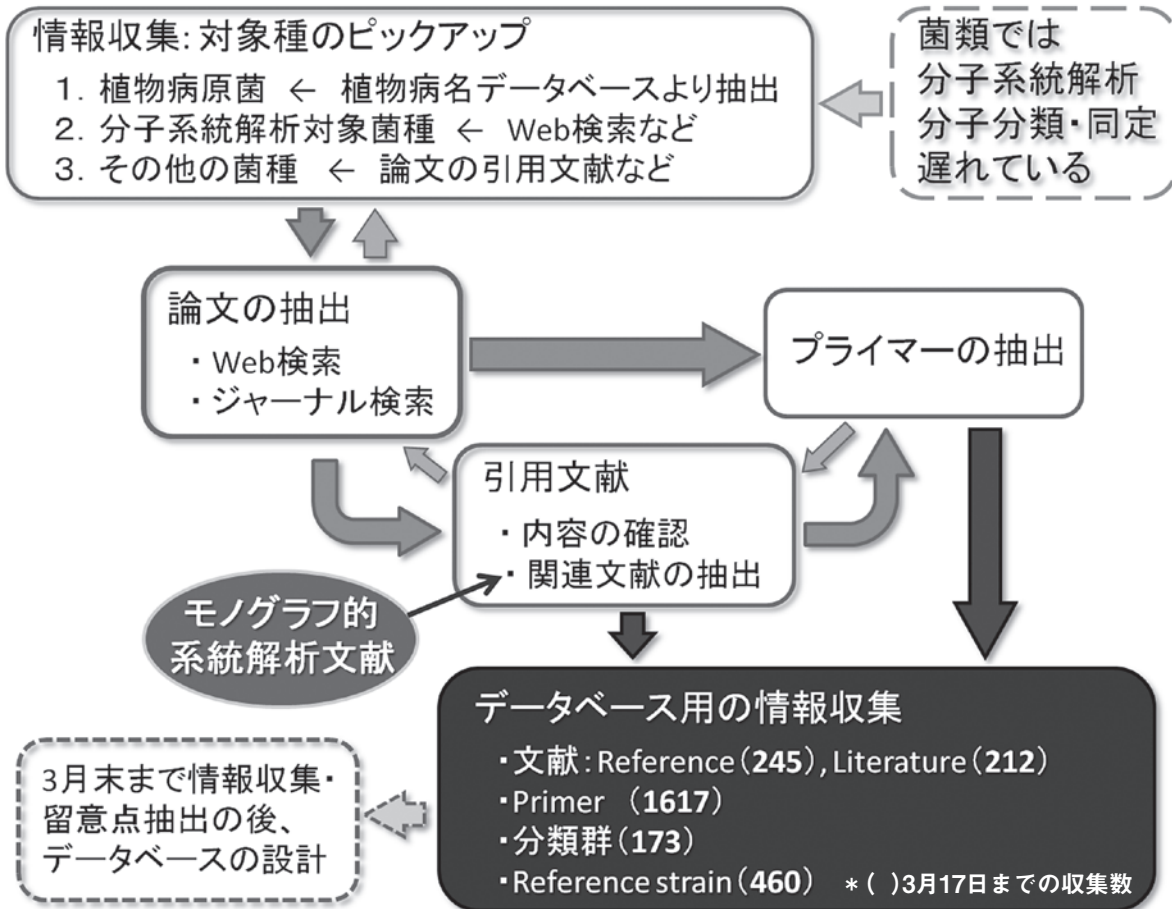 情報収集:対象種のピックアップ
1. 植物病原菌 ← 植物病名データベースより抽出
2. 分子系統解析対象菌種 ← Web検索など
3. その他の菌種 ← 論文の引用文献など
菌類では
分子系統解析
分子分類・同定
遅れている
論文の抽出
・Web検索
・ジャーナル検索
プライマーの抽出
引用文献
・内容の確認
・関連文献の抽出
モノグラフ的
系統解析文献
データベース用の情報収集
・文献:Reference(245), Literature(212)
・Primer (1617)
・分類群(173)
・Reference strain(460) *( )3月17日までの収集数
3月末まで情報収集・
留意点抽出の後、
データベースの設計